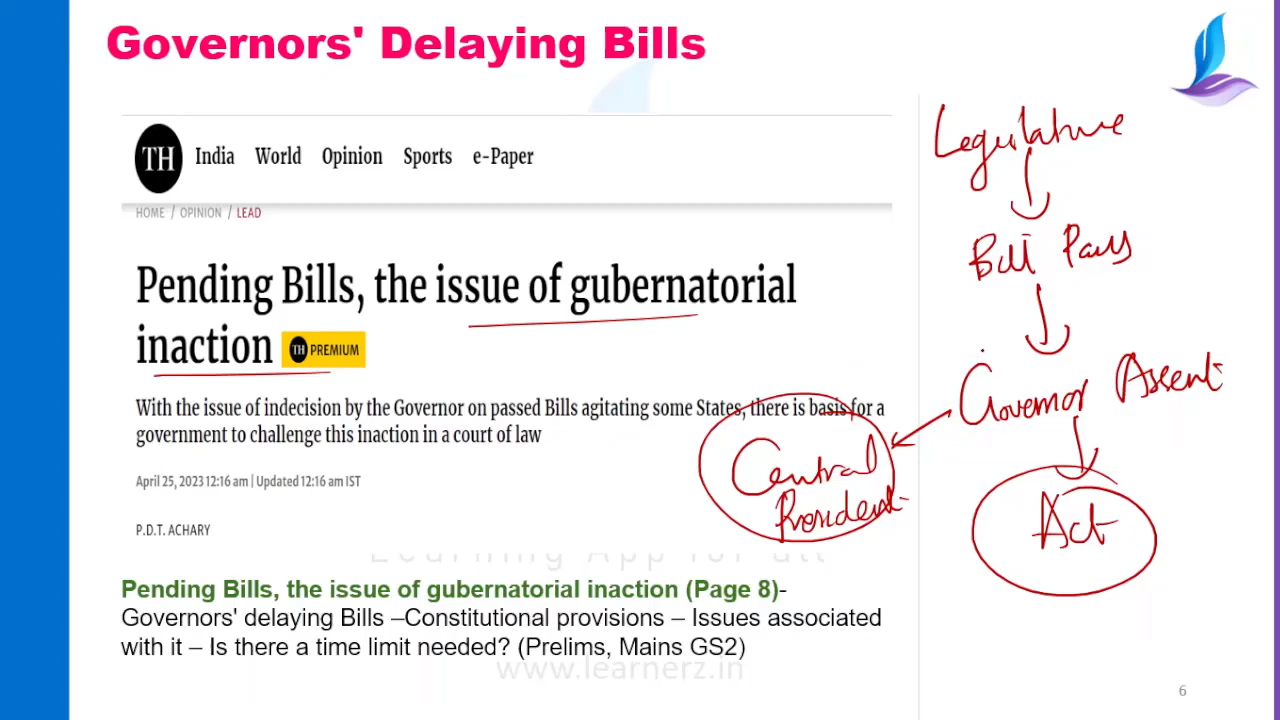 Governors' Delaying Bills
TH India World Opinion Sports e-Paper
HOME / OPINION / LEAD
Pending Bills, the issue of gubernatorial
inaction TH PREMIUM
With the issue of indecision by the Governor on passed Bills agitating some States, there is basis for a
government to challenge this inaction in a court of law
April 25, 2023 12:16 am | Updated 12:16 am IST
P.D.T. ACHARY
Learning App for all
Pending Bills, the issue of gubernatorial inaction (Page 8)-
Governors' delaying Bills –Constitutional provisions – Issues associated
with it – Is there a time limit needed? (Prelims, Mains GS2)
www.learnerz.in
Legislature
Bill Pass
Governor Assent
Central
President
Act
6